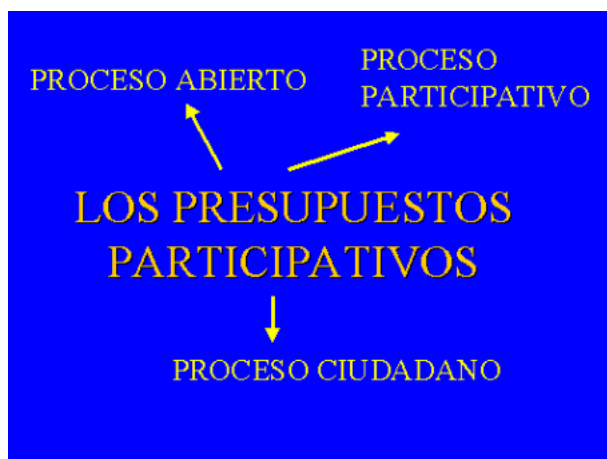 PROCESO ABIERTO
PROCESO
PARTICIPATIVO
LOS PRESUPUESTOS
PARTICIPATIVOS
PROCESO CIUDADANO